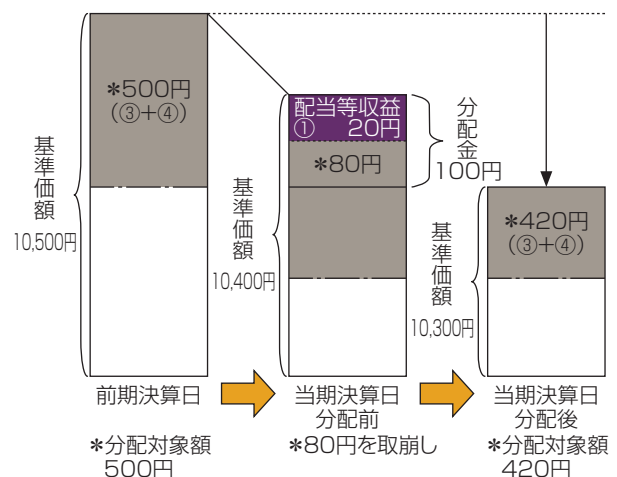 *500円
(③+④)
基準価額
10,500円
前期決算日
*分配対象額
500円
配当等収益
① 20円
*80円
分配金
100円
基準価額
10,400円
当期決算日
分配前
*80円を取崩し
*420円
(③+④)
基準価額
10,300円
当期決算日
分配後
*分配対象額
420円